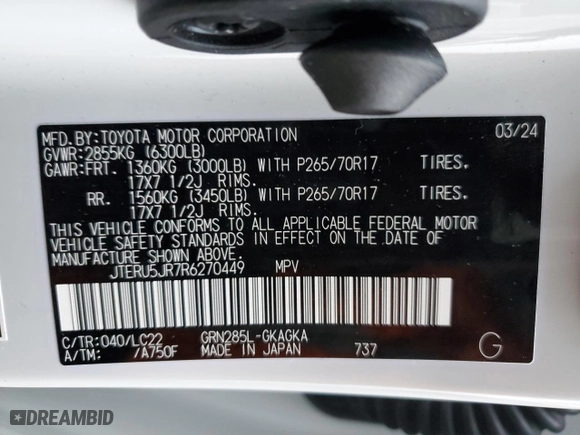 MFD.BY:TOYOTA MOTOR CORPORATION 03/24
GVWR:2855KG (6300LB)
GAWR:FRT. 1360KG (3000LB) WITH P265/70R17 TIRES.
17X7 1/2J RIMS.
RR. 1560KG (3450LB) WITH P265/70R17 TIRES.
17X7 1/2J RIMS.
THIS VEHICLE CONFORMS TO ALL APPLICABLE FEDERAL MOTOR
VEHICLE SAFETY STANDARDS IN EFFECT ON THE DATE OF
MANUFACTURE SHOWN ABOVE.
JTERU5JR7R6270449 MPV
C/TR:040/LC22 GRN285L-GKAGKA
A/TM: /A750F MADE IN JAPAN 737 G
DREAMBID